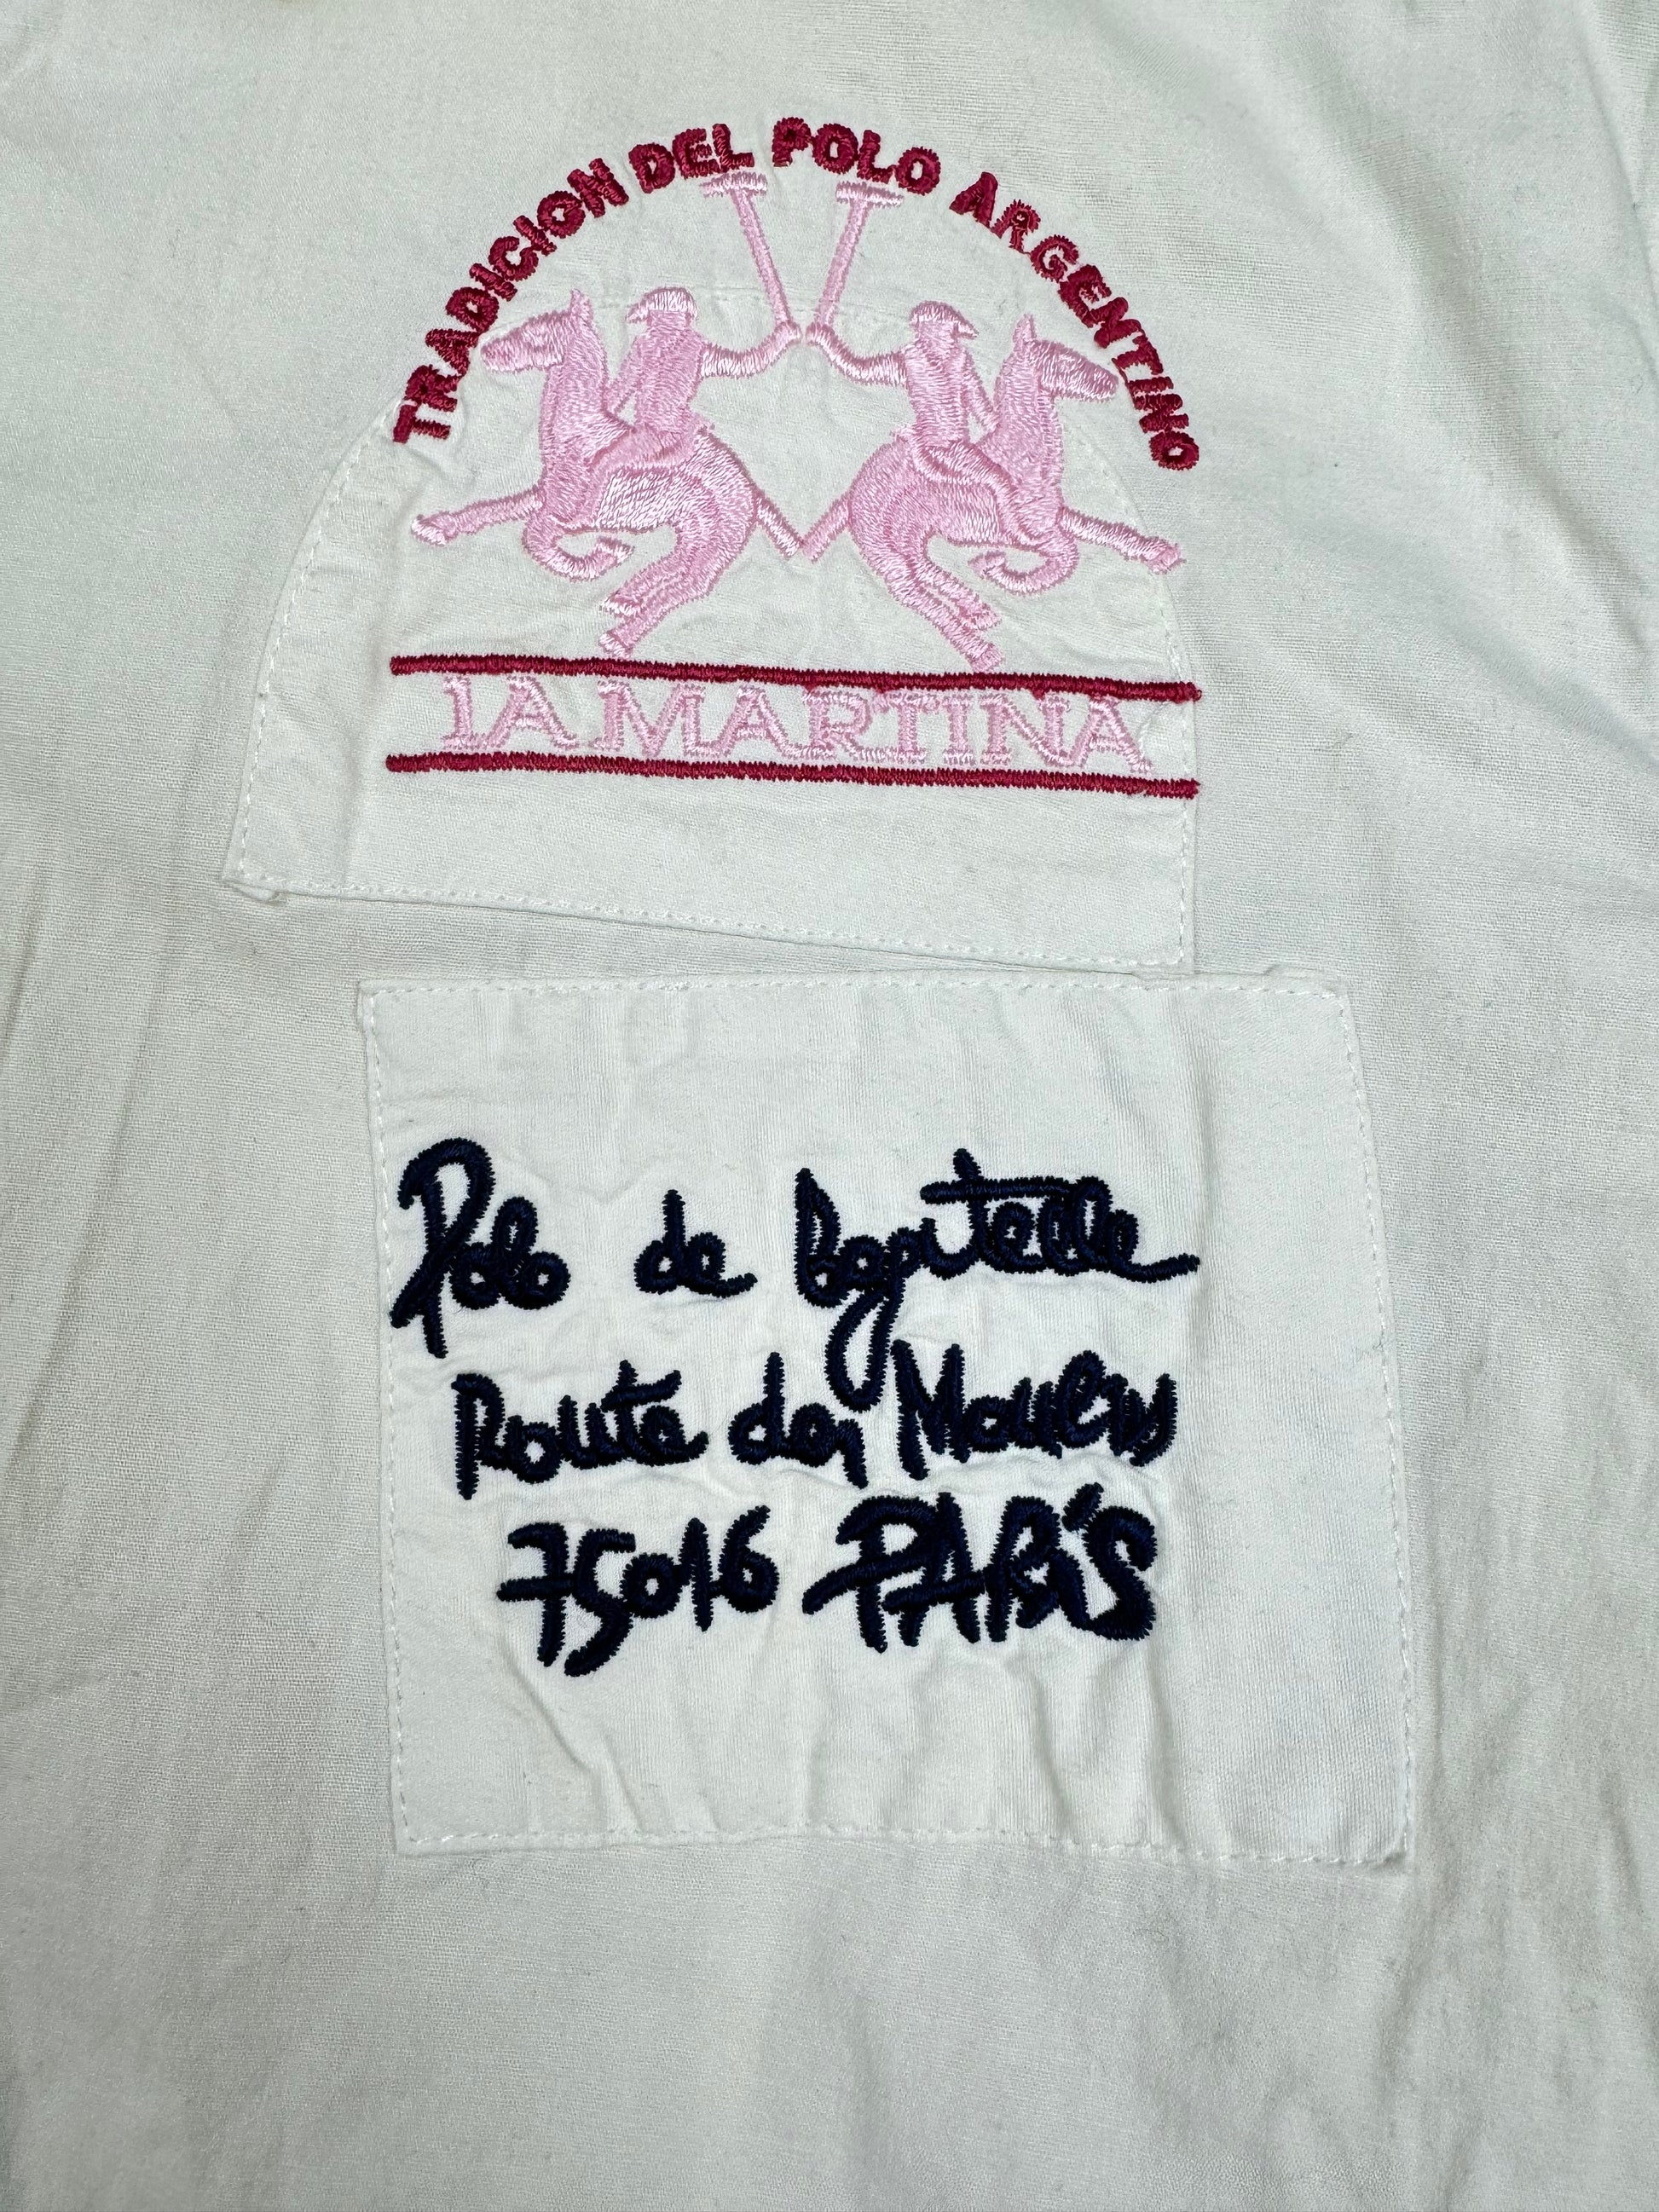 TRADICION DEL POLO ARGENTINO
LA MARTINA
Polo de Bagatelle
Route des Moulins
75016 PARIS